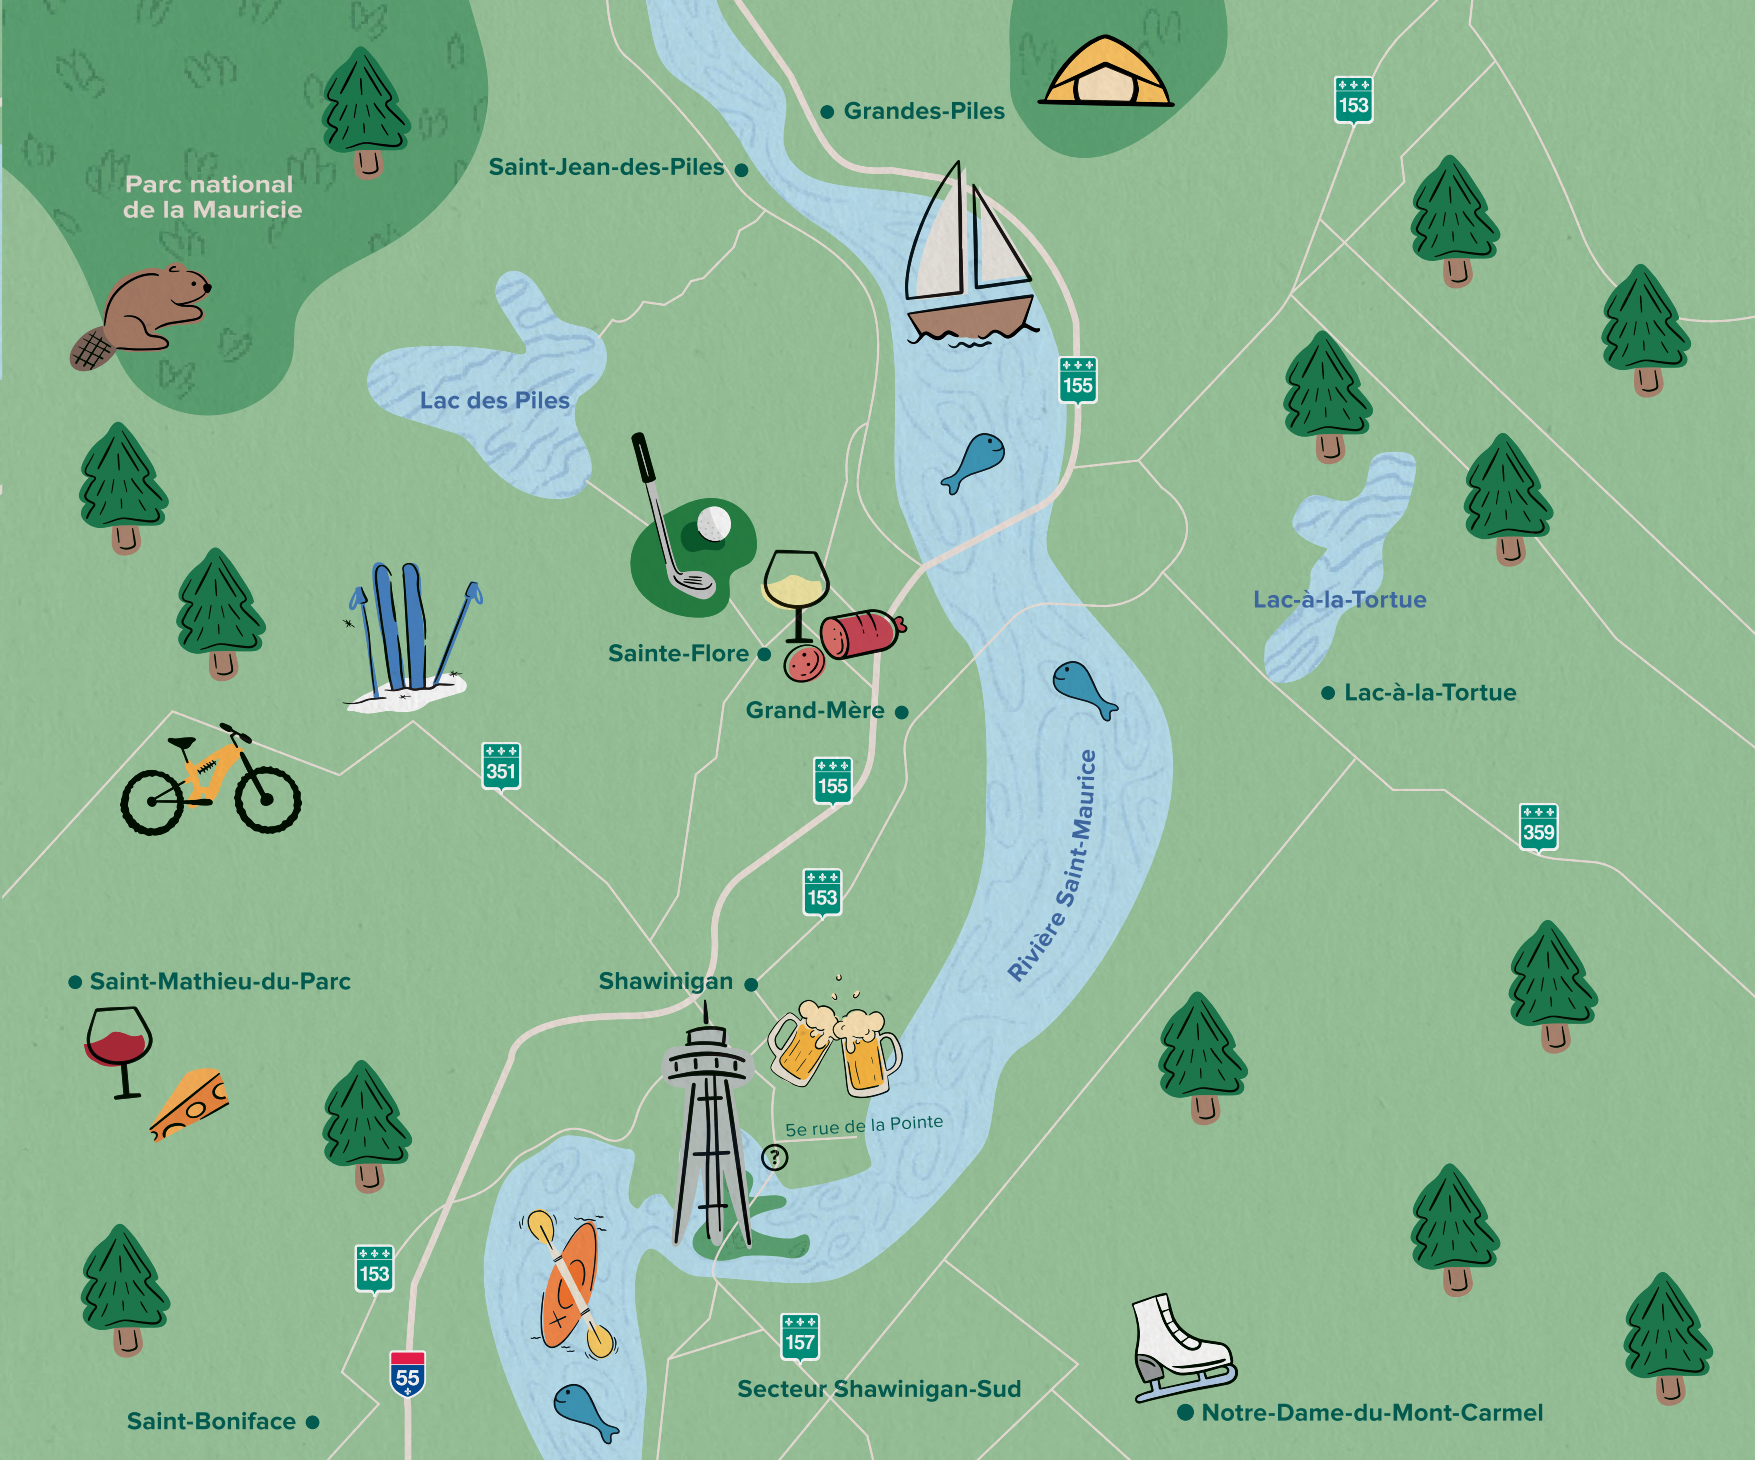 Grandes-Piles
153
Saint-Jean-des-Piles
Parc national
de la Mauricie
155
Lac des Piles
Lac-à-la-Tortue
Sainte-Flore
Lac-à-la-Tortue
Grand-Mère
351
155
Rivière Saint-Maurice
359
153
Saint-Mathieu-du-Parc
Shawinigan
5e rue de la Pointe
?
153
157
55
Secteur Shawinigan-Sud
Saint-Boniface
Notre-Dame-du-Mont-Carmel